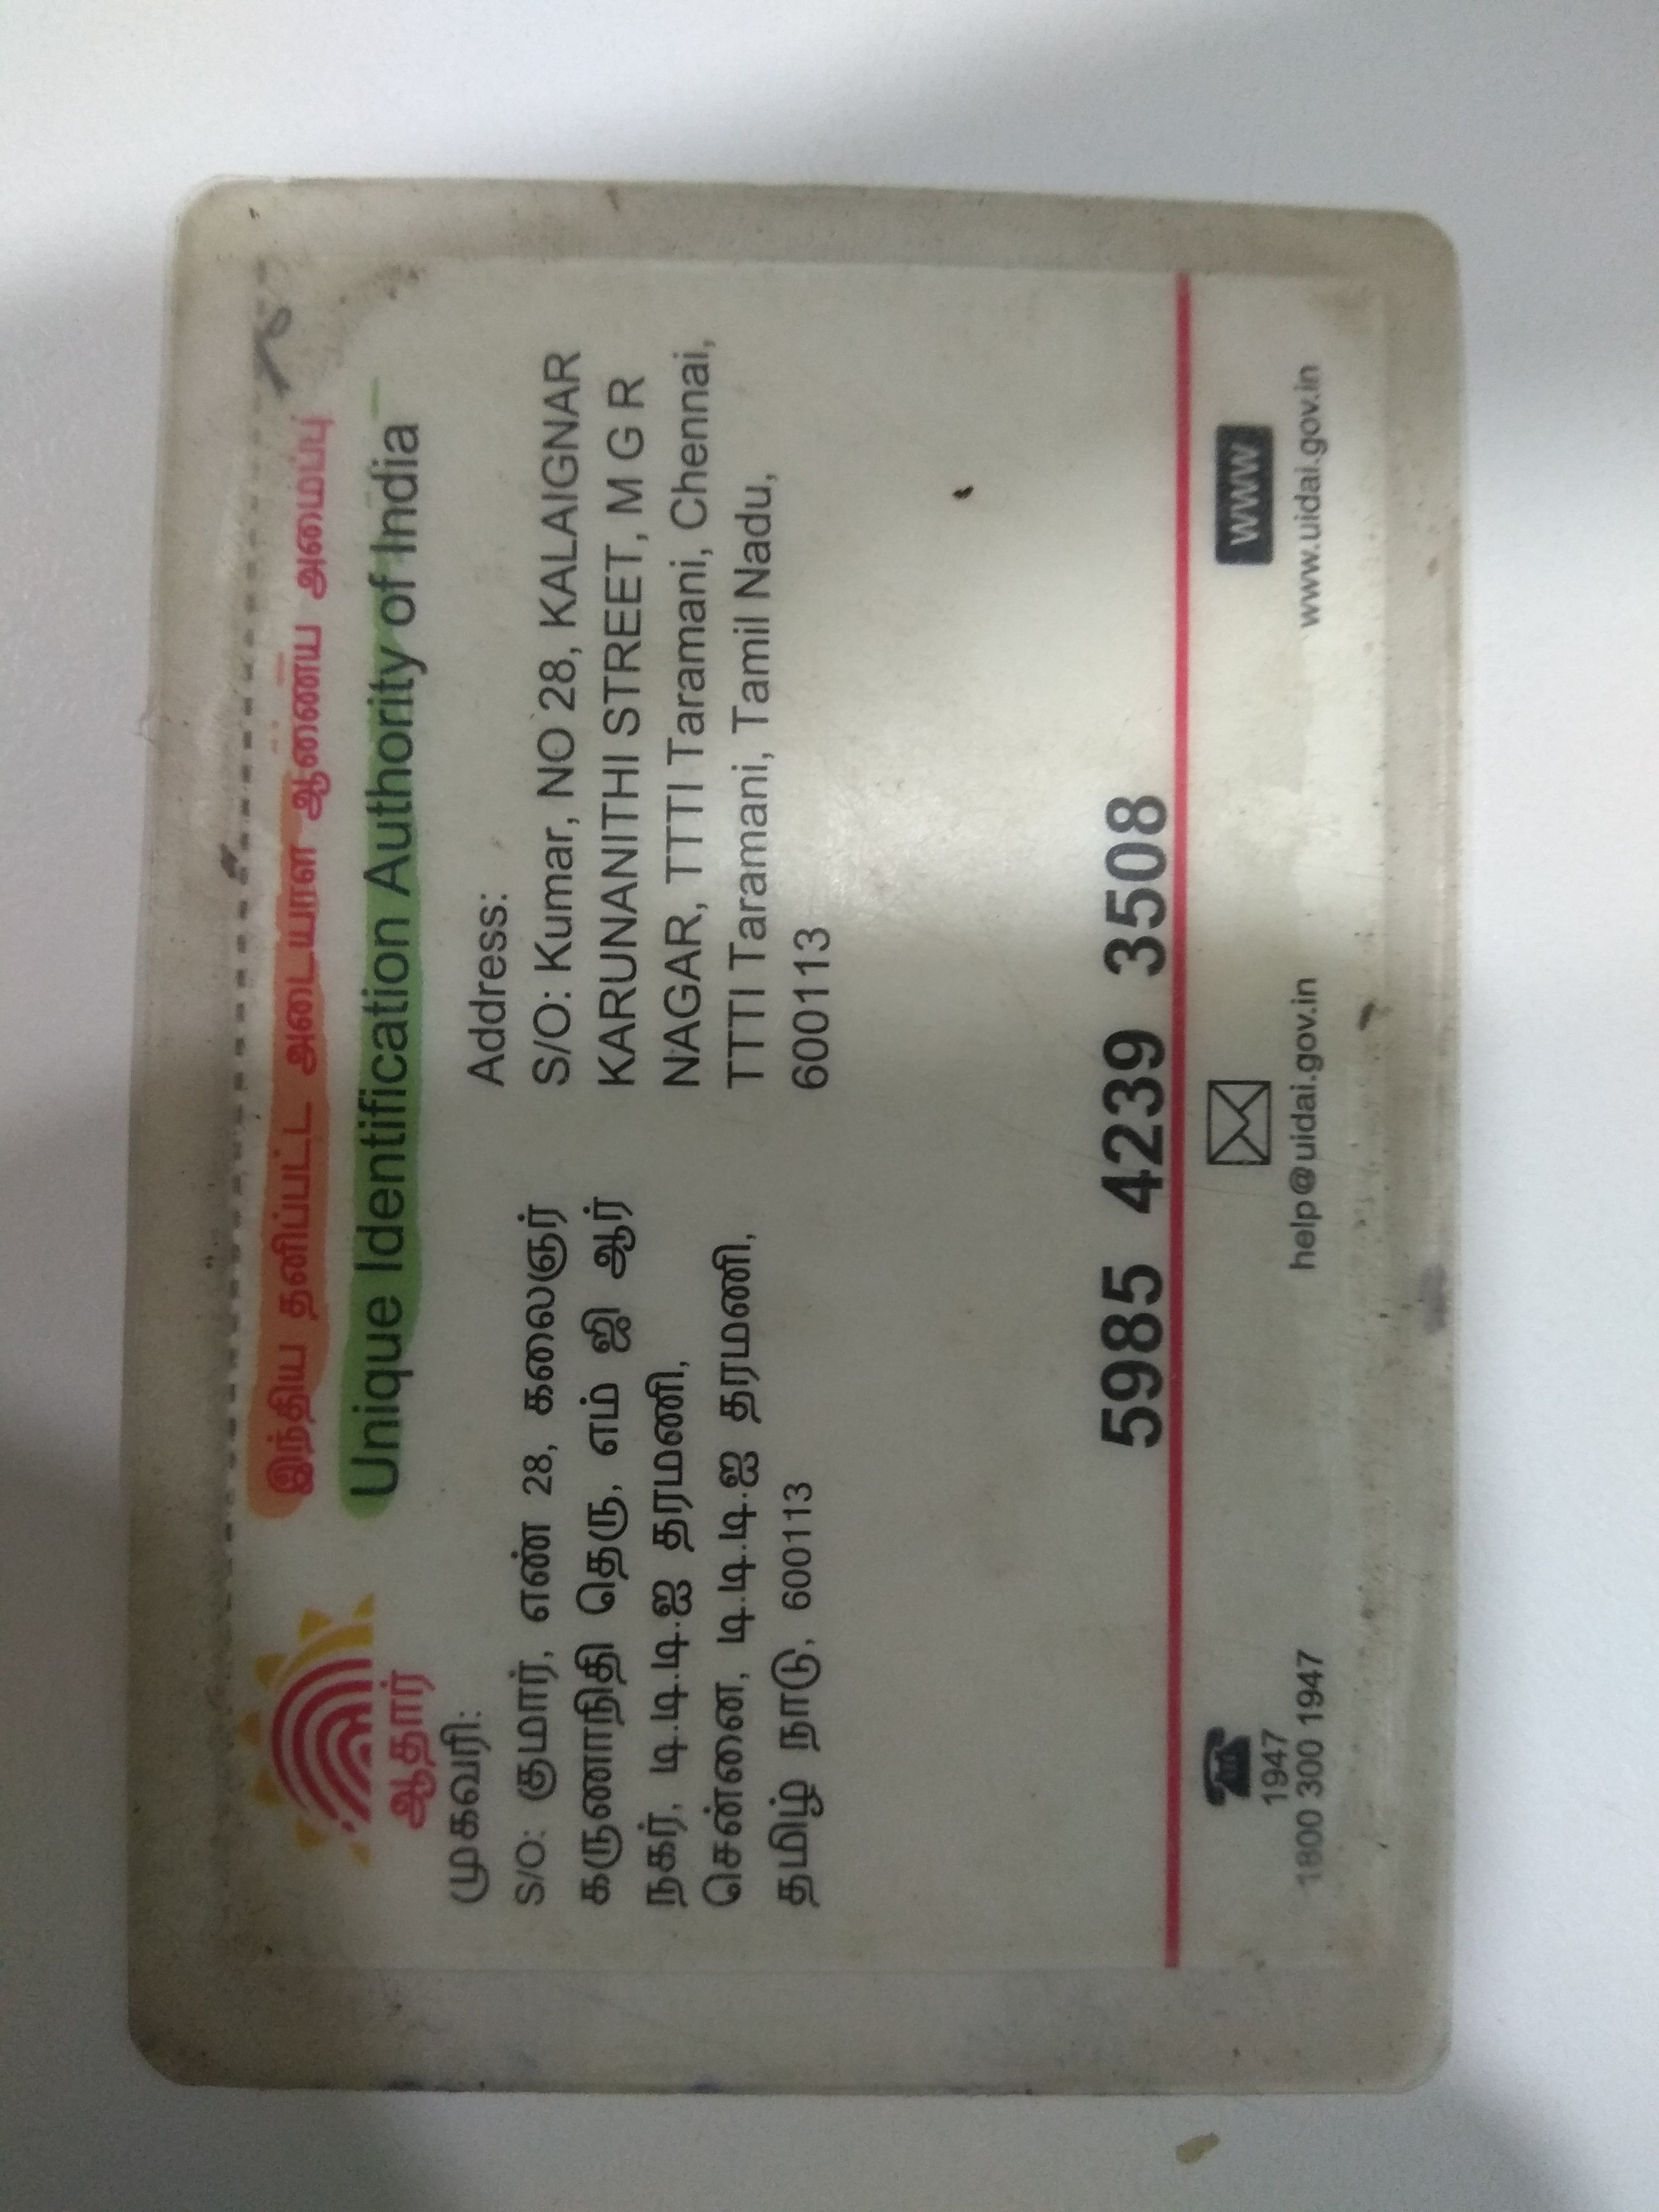 இந்திய தனிப்பட்ட அடையாள ஆணைய அமைப்பு
Unique Identification Authority of India
ஆதார்
முகவரி:
S/O: குமார், எண் 28, கலைஞர்
கருணாநிதி தெரு, எம் ஜி ஆர்
நகர், டி.டி.டி.ஐ தரமணி,
சென்னை, டி.டி.டி.ஐ தரமணி,
தமிழ் நாடு, 600113
Address:
S/O: Kumar, NO 28, KALAIGNAR
KARUNANITHI STREET, M G R
NAGAR, TTTI Taramani, Chennai,
TTTI Taramani, Tamil Nadu,
600113
5985 4239 3508
1947
1800 300 1947
help@uidai.gov.in
WWW
www.uidai.gov.in